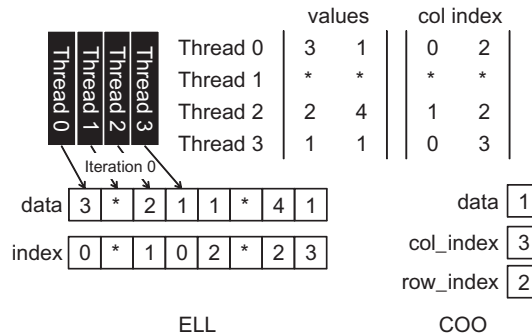 values col index
Thread 0 3 1 0 2
Thread 1 * * * *
Thread 2 2 4 1 2
Thread 3 1 1 0 3
Thread 0
Thread 1
Thread 2
Thread 3
Iteration 0
data 3 * 2 1 1 * 4 1
index 0 * 1 0 2 * 2 3
data 1
col_index 3
row_index 2
ELL COO